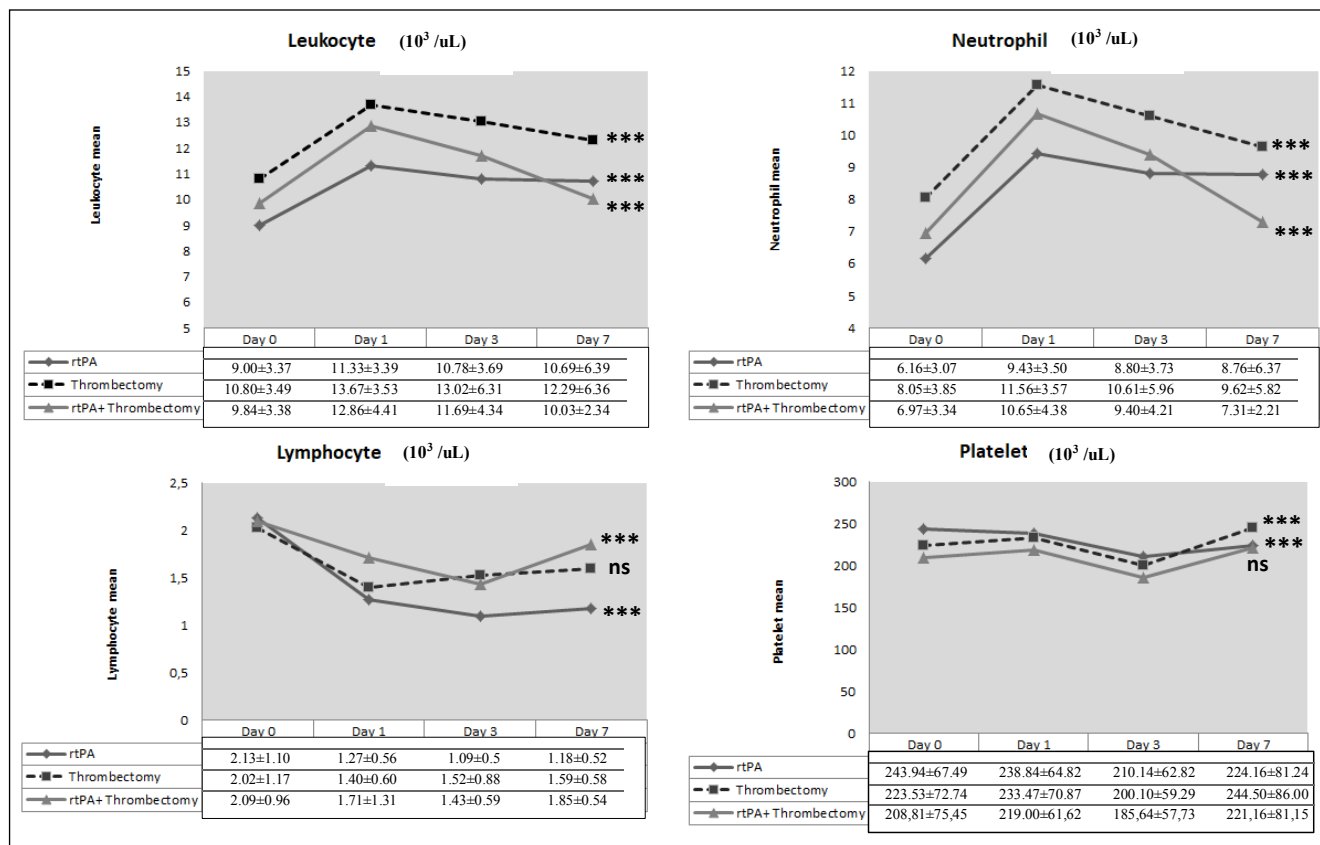 Leukocyte (10³ /uL)
Leukocyte mean
15
14
13
12
11
10
9
8
7
6
5
***
***
***
Day 0 Day 1 Day 3 Day 7
rtPA 9.00±3.37 11.33±3.39 10.78±3.69 10.69±6.39
Thrombectomy 10.80±3.49 13.67±3.53 13.02±6.31 12.29±6.36
rtPA+ Thrombectomy 9.84±3.38 12.86±4.41 11.69±4.34 10.03±2.34
Neutrophil (10³ /uL)
Neutrophil mean
12
11
10
9
8
7
6
5
4
***
***
***
Day 0 Day 1 Day 3 Day 7
rtPA 6.16±3.07 9.43±3.50 8.80±3.73 8.76±6.37
Thrombectomy 8.05±3.85 11.56±3.57 10.61±5.96 9.62±5.82
rtPA+ Thrombectomy 6.97±3.34 10.65±4.38 9.40±4.21 7.31±2.21
Lymphocyte (10³ /uL)
Lymphocyte mean
2,5
2
1,5
1
0,5
0
***
ns
***
Day 0 Day 1 Day 3 Day 7
rtPA 2.13±1.10 1.27±0.56 1.09±0.5 1.18±0.52
Thrombectomy 2.02±1.17 1.40±0.60 1.52±0.88 1.59±0.58
rtPA+ Thrombectomy 2.09±0.96 1.71±1.31 1.43±0.59 1.85±0.54
Platelet (10³ /uL)
Platelet mean
300
250
200
150
100
50
0
***
***
ns
Day 0 Day 1 Day 3 Day 7
rtPA 243.94±67.49 238.84±64.82 210.14±62.82 224.16±81.24
Thrombectomy 223.53±72.74 233.47±70.87 200.10±59.29 244.50±86.00
rtPA+ Thrombectomy 208,81±75,45 219.00±61,62 185,64±57,73 221,16±81,15